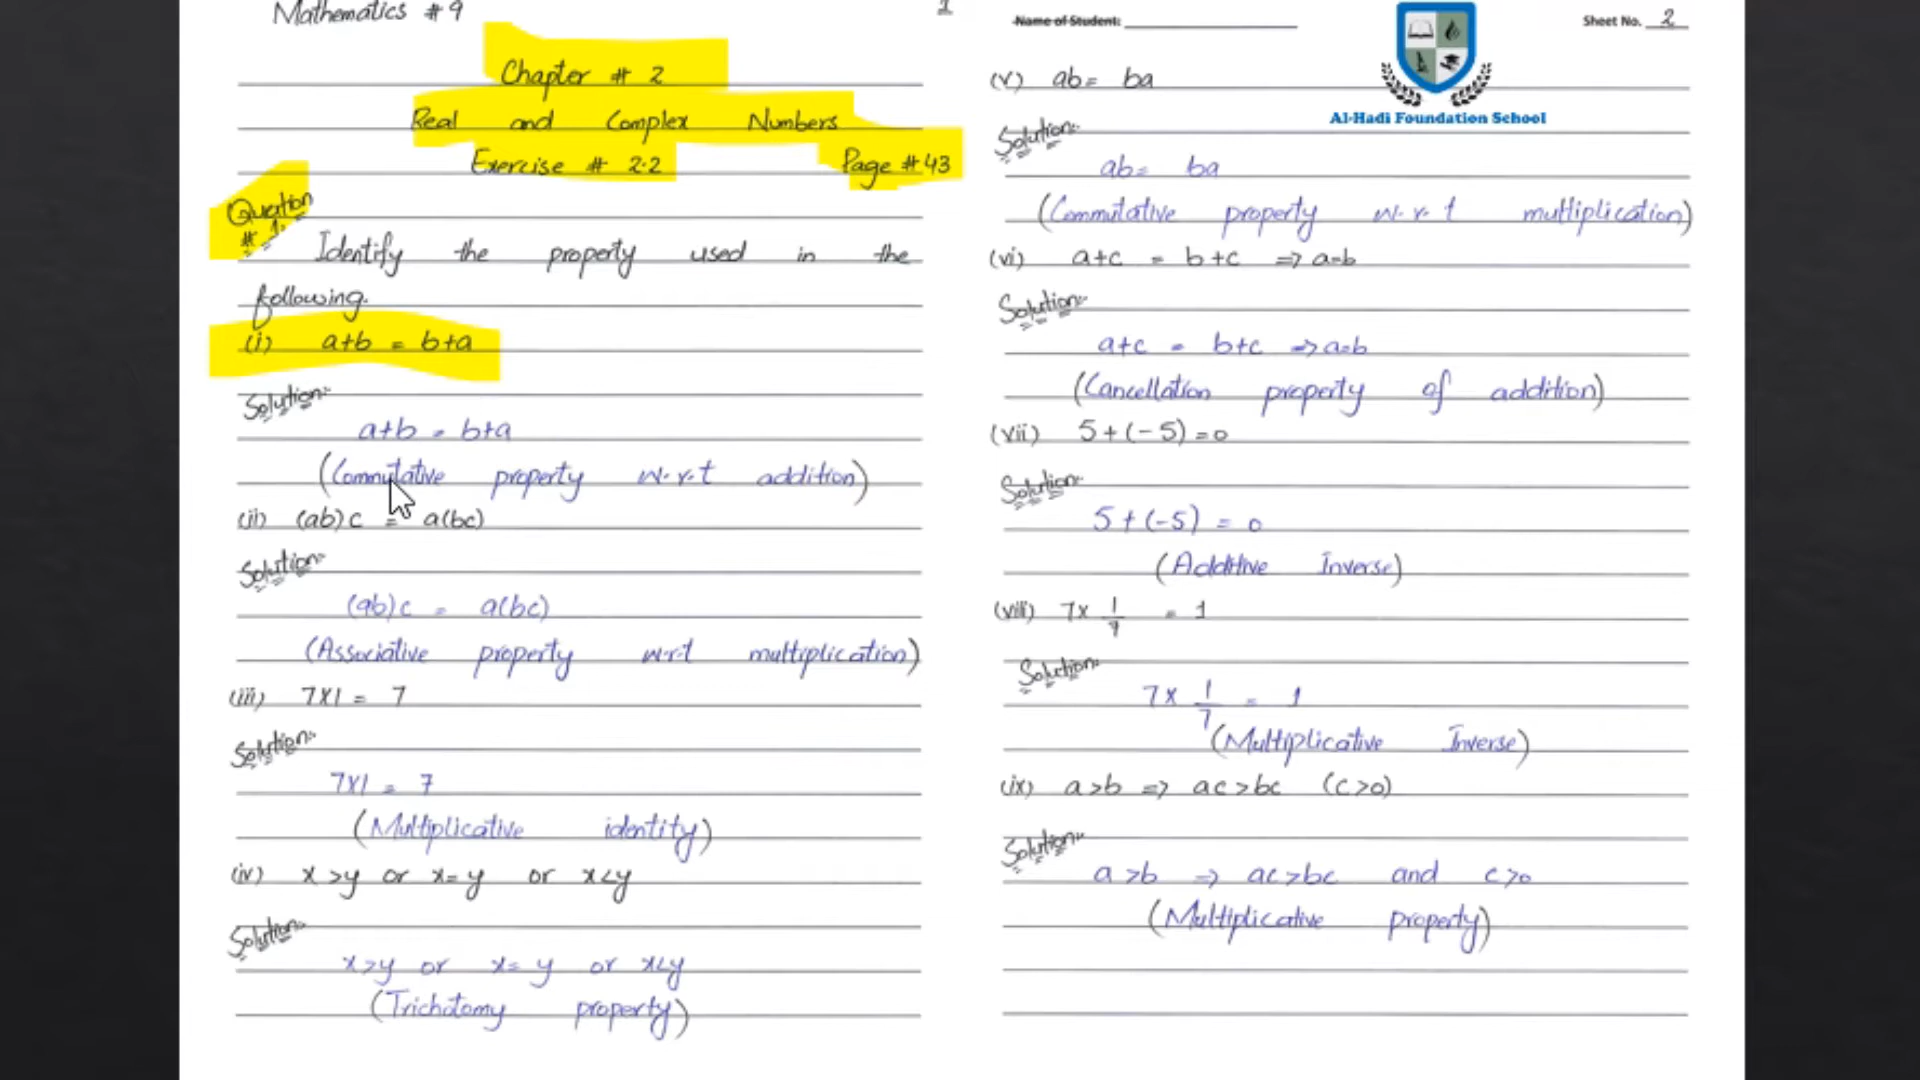 Mathematics # 9
1
Chapter # 2
Real and Complex Numbers
Exercise # 2.2 Page # 43
Question # 1:
Identify the property used in the
following.
(i) a+b = b+a
Solution:-
a+b = b+a
(Commutative property w.r.t addition)
(ii) (ab)c = a(bc)
Solution:-
(ab)c = a(bc)
(Associative property w.r.t multiplication)
(iii) 7×1 = 7
Solution:-
7×1 = 7
(Multiplicative identity)
(iv) x>y or x=y or x<y
Solution:-
x>y or x=y or x<y
(Trichotomy property)
Name of Student:
Sheet No. 2
Al-Hadi Foundation School
(v) ab= ba
Solution:-
ab= ba
(Commutative property w.r.t multiplication)
(vi) a+c = b+c ⇒ a=b
Solution:-
a+c = b+c ⇒ a=b
(Cancellation property of addition)
(vii) 5+(-5)=0
Solution:-
5+(-5) = 0
(Additive Inverse)
(viii) 7× 1/7 = 1
Solution:-
7× 1/7 = 1
(Multiplicative Inverse)
(ix) a>b ⇒ ac>bc (c>0)
Solution:-
a>b ⇒ ac>bc and c>0
(Multiplicative property)